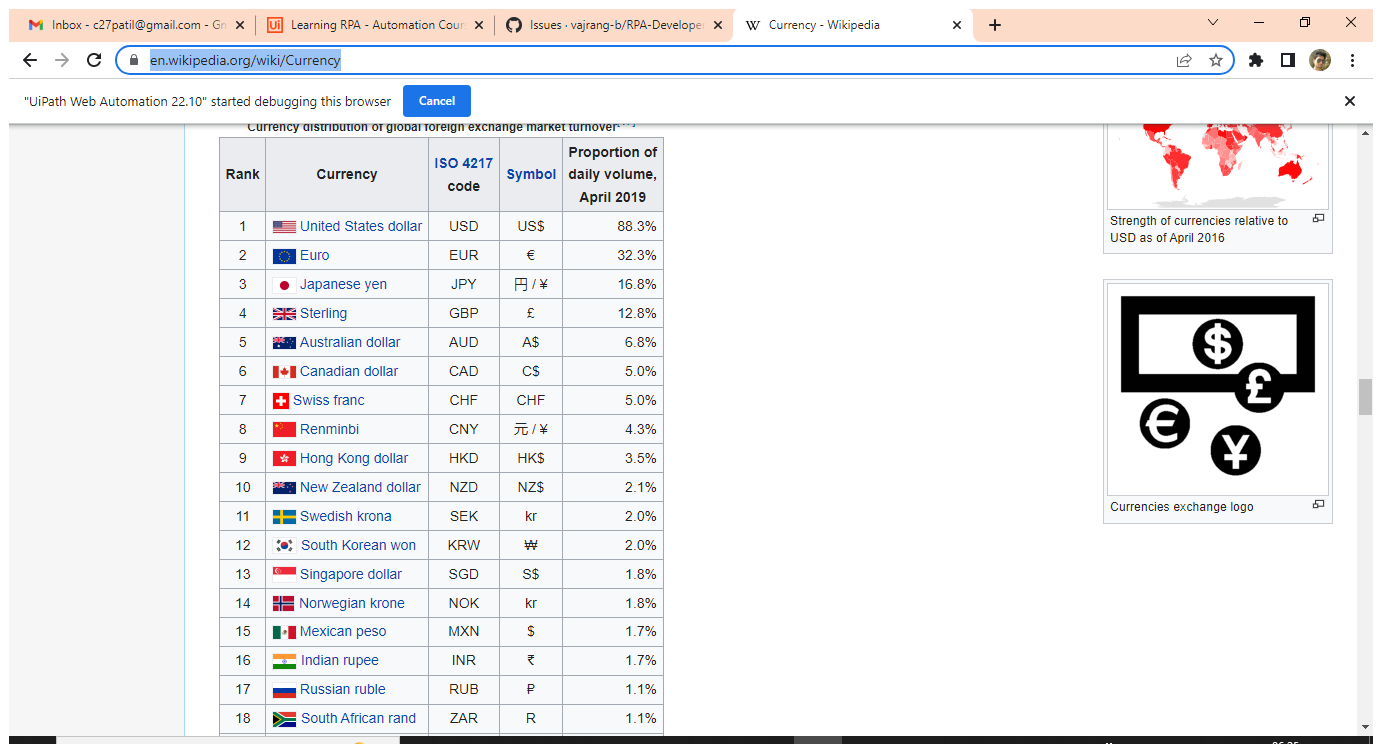 Inbox - c27patil@gmail.com - Gn
Learning RPA - Automation Cour
Issues · vajrang-b/RPA-Developer
Currency - Wikipedia
en.wikipedia.org/wiki/Currency
"UiPath Web Automation 22.10" started debugging this browser Cancel
Currency distribution of global foreign exchange market turnover
Rank Currency ISO 4217 code Symbol Proportion of daily volume, April 2019
1 United States dollar USD US$ 88.3%
2 Euro EUR € 32.3%
3 Japanese yen JPY 円 / ¥ 16.8%
4 Sterling GBP £ 12.8%
5 Australian dollar AUD A$ 6.8%
6 Canadian dollar CAD C$ 5.0%
7 Swiss franc CHF CHF 5.0%
8 Renminbi CNY 元 / ¥ 4.3%
9 Hong Kong dollar HKD HK$ 3.5%
10 New Zealand dollar NZD NZ$ 2.1%
11 Swedish krona SEK kr 2.0%
12 South Korean won KRW ₩ 2.0%
13 Singapore dollar SGD S$ 1.8%
14 Norwegian krone NOK kr 1.8%
15 Mexican peso MXN $ 1.7%
16 Indian rupee INR ₹ 1.7%
17 Russian ruble RUB ₽ 1.1%
18 South African rand ZAR R 1.1%
Strength of currencies relative to
USD as of April 2016
$
£
€
¥
Currencies exchange logo